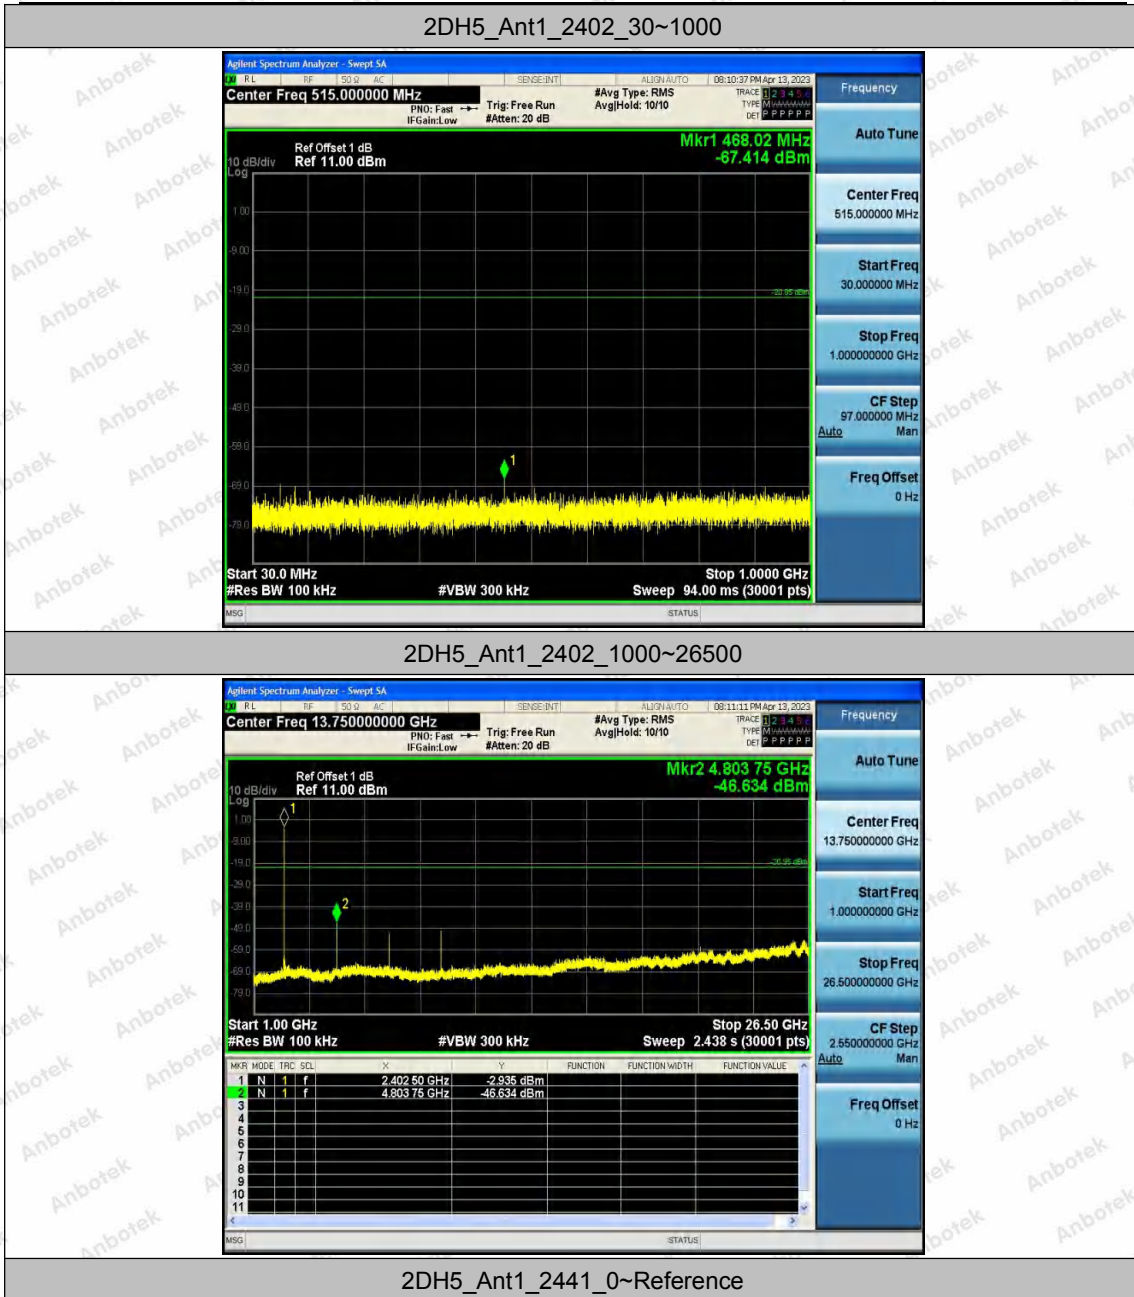 2DH5_Ant1_2402_30~1000
Agilent Spectrum Analyzer - Swept SA
RL RF 50 Ω AC SENSE:INT ALIGN AUTO 08:10:37 PM Apr 13, 2023
Center Freq 515.000000 MHz
PNO: Fast
IFGain:Low
Trig: Free Run
#Atten: 20 dB
#Avg Type: RMS
Avg|Hold: 10/10
TRACE 1 2 3 4 5 6
TYPE M
DET P P P P P P
Mkr1 468.02 MHz
-67.414 dBm
Ref Offset 1 dB
10 dB/div Ref 11.00 dBm
Log
1.00
-9.00
-19.0
-20.95 dBm
-29.0
-39.0
-49.0
-59.0
1
-69.0
-79.0
Start 30.0 MHz Stop 1.0000 GHz
#Res BW 100 kHz #VBW 300 kHz Sweep 94.00 ms (30001 pts)
MSG STATUS
Frequency
Auto Tune
Center Freq
515.000000 MHz
Start Freq
30.000000 MHz
Stop Freq
1.000000000 GHz
CF Step
97.000000 MHz
Auto Man
Freq Offset
0 Hz
2DH5_Ant1_2402_1000~26500
Agilent Spectrum Analyzer - Swept SA
RL RF 50 Ω AC SENSE:INT ALIGN AUTO 08:11:11 PM Apr 13, 2023
Center Freq 13.750000000 GHz
PNO: Fast
IFGain:Low
Trig: Free Run
#Atten: 20 dB
#Avg Type: RMS
Avg|Hold: 10/10
TRACE 1 2 3 4 5 6
TYPE M
DET P P P P P P
Mkr2 4.803 75 GHz
-46.634 dBm
Ref Offset 1 dB
10 dB/div Ref 11.00 dBm
Log
1
1.00
-9.00
-19.0
-20.95 dBm
-29.0
-39.0
2
-49.0
-59.0
-69.0
-79.0
Start 1.00 GHz Stop 26.50 GHz
#Res BW 100 kHz #VBW 300 kHz Sweep 2.438 s (30001 pts)
MKR MODE TRC SCL X Y FUNCTION FUNCTION WIDTH FUNCTION VALUE
1 N 1 f 2.402 50 GHz -2.935 dBm
2 N 1 f 4.803 75 GHz -46.634 dBm
3
4
5
6
7
8
9
10
11
MSG STATUS
Frequency
Auto Tune
Center Freq
13.750000000 GHz
Start Freq
1.000000000 GHz
Stop Freq
26.500000000 GHz
CF Step
2.550000000 GHz
Auto Man
Freq Offset
0 Hz
2DH5_Ant1_2441_0~Reference